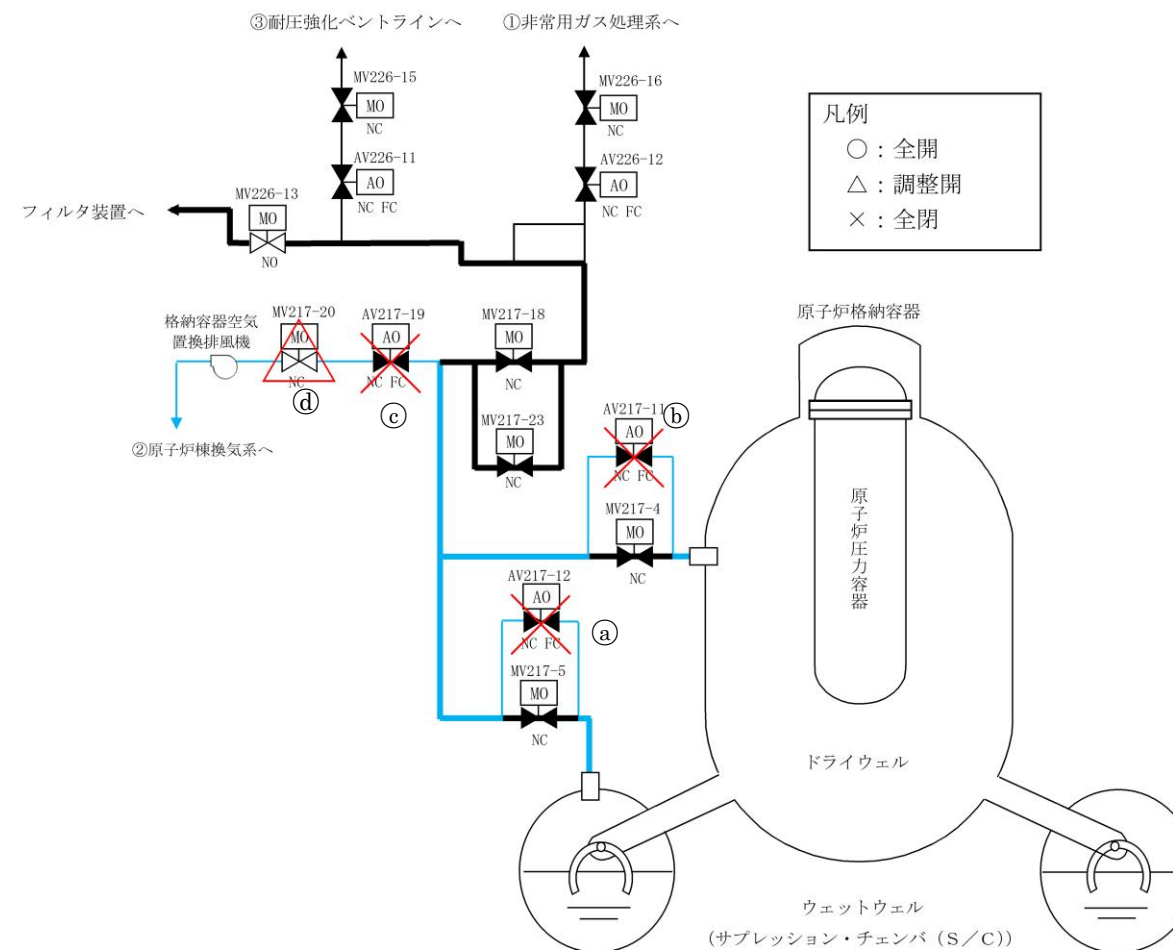 ③耐圧強化ベントラインへ
①非常用ガス処理系へ
MV226-15
MO
NC
MV226-16
MO
NC
AV226-11
AO
NC FC
AV226-12
AO
NC FC
凡例
○：全開
△：調整開
×：全閉
フィルタ装置へ
MV226-13
MO
NO
格納容器空気
置換排風機
MV217-20
MO
NC
ⓓ
AV217-19
AO
NC FC
ⓒ
MV217-18
MO
NC
原子炉格納容器
②原子炉棟換気系へ
MV217-23
MO
NC
AV217-11
AO
NC FC
ⓑ
MV217-4
MO
NC
原子炉圧力容器
AV217-12
AO
NC FC
ⓐ
MV217-5
MO
NC
ドライウェル
ウェットウェル
(サプレッション・チェンバ（Ｓ／Ｃ）)